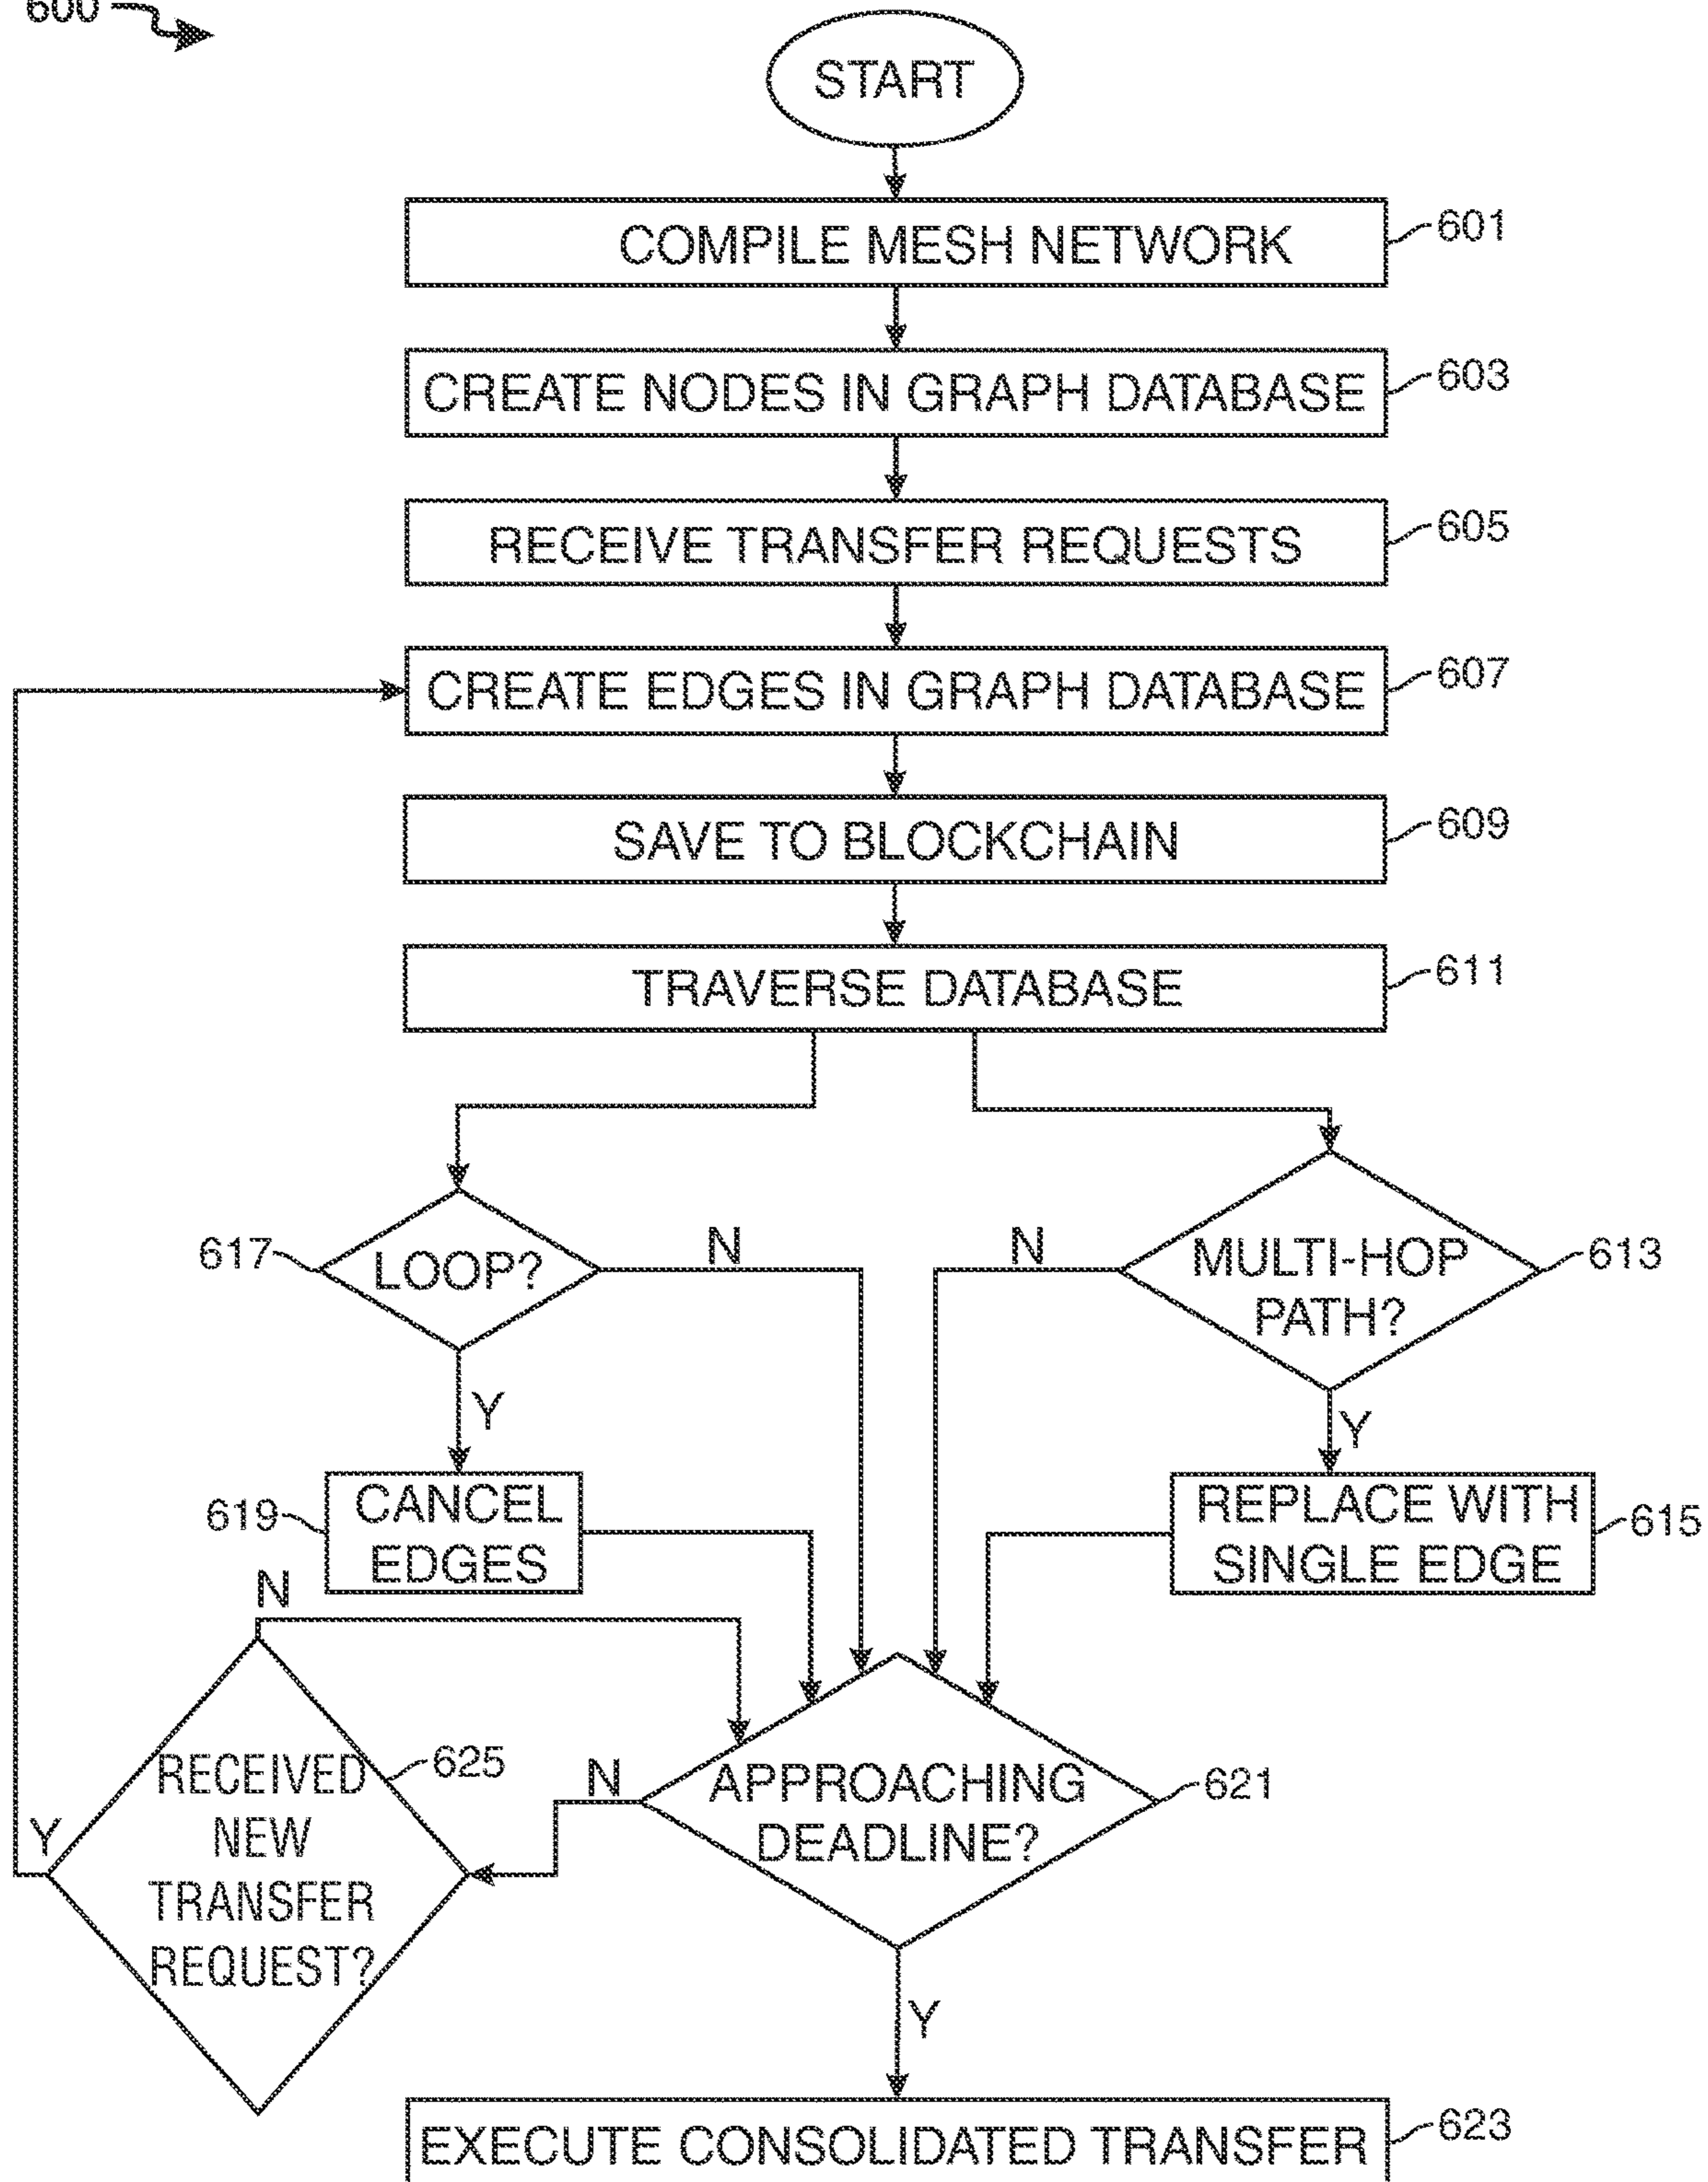 600
START
COMPILE MESH NETWORK
601
CREATE NODES IN GRAPH DATABASE
603
RECEIVE TRANSFER REQUESTS
605
CREATE EDGES IN GRAPH DATABASE
607
SAVE TO BLOCKCHAIN
609
TRAVERSE DATABASE
611
617
LOOP?
N
N
MULTI-HOP
PATH?
613
Y
Y
619
CANCEL
EDGES
REPLACE WITH
SINGLE EDGE
615
N
RECEIVED
NEW
TRANSFER
REQUEST?
625
Y
N
APPROACHING
DEADLINE?
621
Y
EXECUTE CONSOLIDATED TRANSFER
623